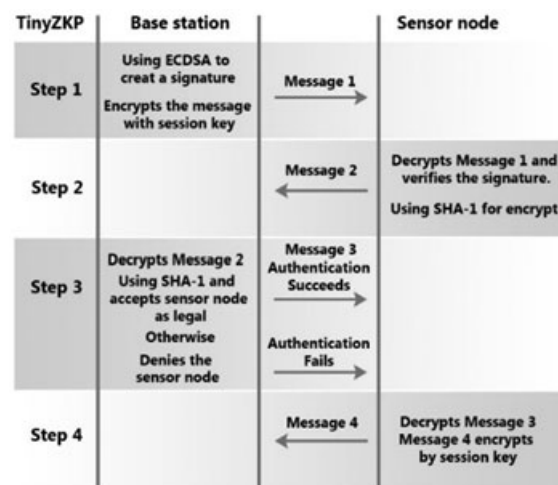 TinyZKP Base station Sensor node
Step 1
Using ECDSA to
creat a signature
Encrypts the message
with session key
Message 1
Step 2
Message 2
Decrypts Message 1 and
verifies the signature.
Using SHA-1 for encrypt
Step 3
Decrypts Message 2
Using SHA-1 and
accepts sensor node
as legal
Otherwise
Denies the
sensor node
Message 3
Authentication
Succeeds
Authentication
Fails
Step 4
Message 4
Decrypts Message 3
Message 4 encrypts
by session key